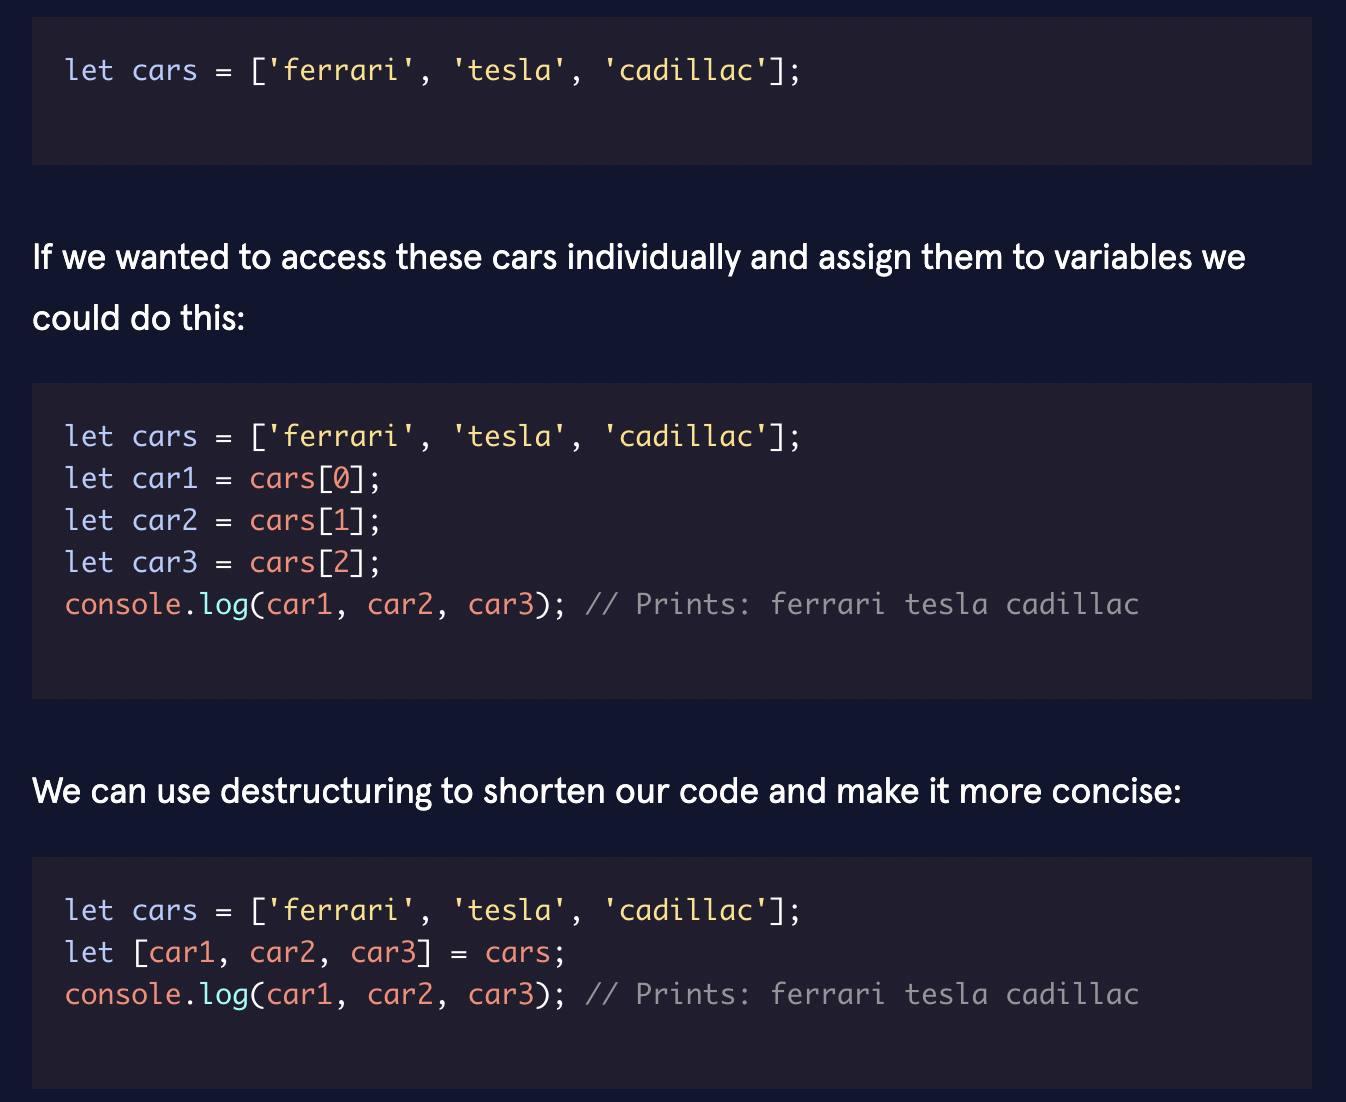 let cars = ['ferrari', 'tesla', 'cadillac'];
If we wanted to access these cars individually and assign them to variables we
could do this:
let cars = ['ferrari', 'tesla', 'cadillac'];
let car1 = cars[0];
let car2 = cars[1];
let car3 = cars[2];
console.log(car1, car2, car3); // Prints: ferrari tesla cadillac
We can use destructuring to shorten our code and make it more concise:
let cars = ['ferrari', 'tesla', 'cadillac'];
let [car1, car2, car3] = cars;
console.log(car1, car2, car3); // Prints: ferrari tesla cadillac